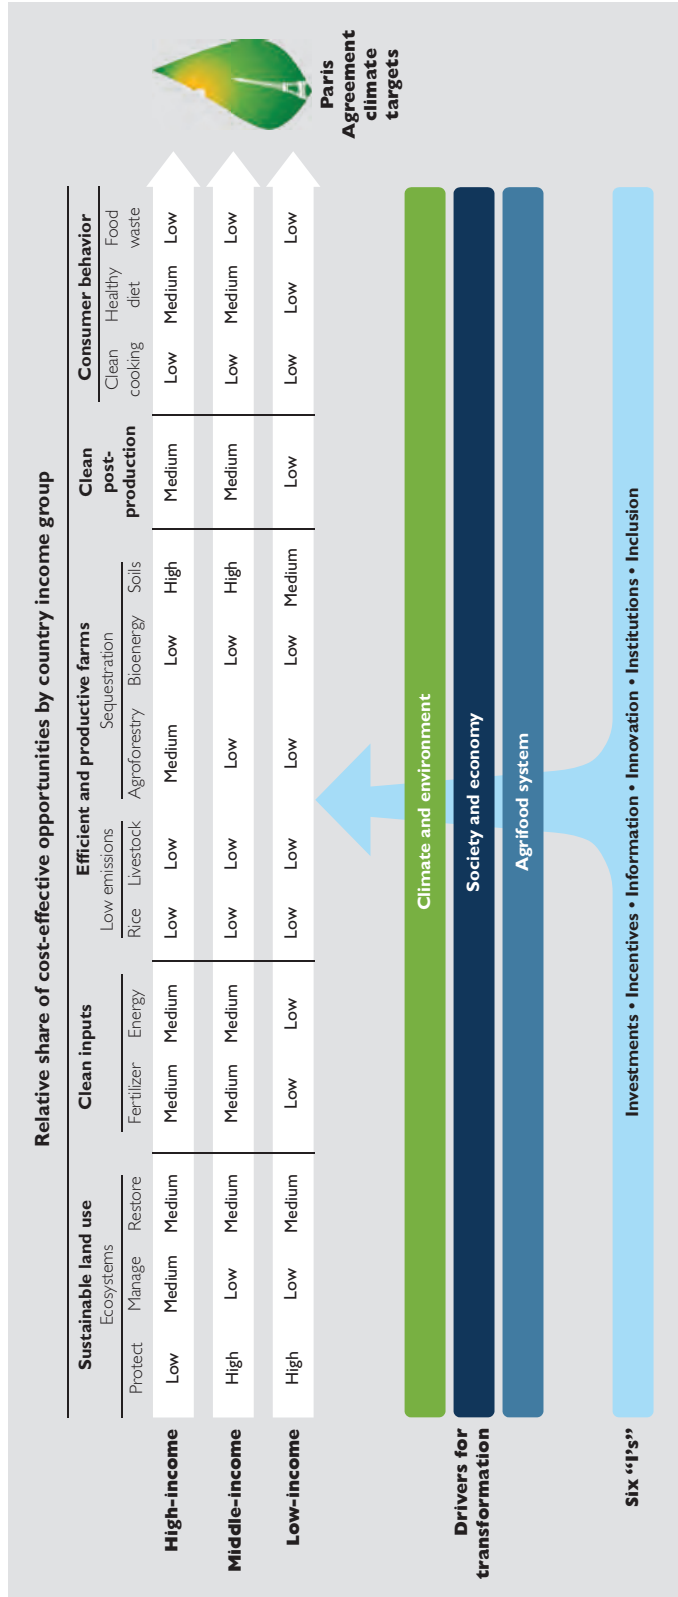 Relative share of cost-effective opportunities by country income group
Sustainable land use
Clean inputs
Efficient and productive farms
Clean
post-
production
Consumer behavior
Ecosystems
Low emissions
Sequestration
Protect
Manage
Restore
Fertilizer
Energy
Rice
Livestock
Agroforestry
Bioenergy
Soils
Clean
cooking
Healthy
diet
Food
waste
High-income
Low
Medium
Medium
Medium
Medium
Low
Low
Medium
Low
High
Medium
Low
Medium
Low
Middle-income
High
Low
Medium
Medium
Medium
Low
Low
Low
Low
High
Medium
Low
Medium
Low
Low-income
High
Low
Medium
Low
Low
Low
Low
Low
Low
Medium
Low
Low
Low
Low
Paris
Agreement
climate
targets
Drivers for
transformation
Climate and environment
Society and economy
Agrifood system
Six “I’s”
Investments • Incentives • Information • Innovation • Institutions • Inclusion